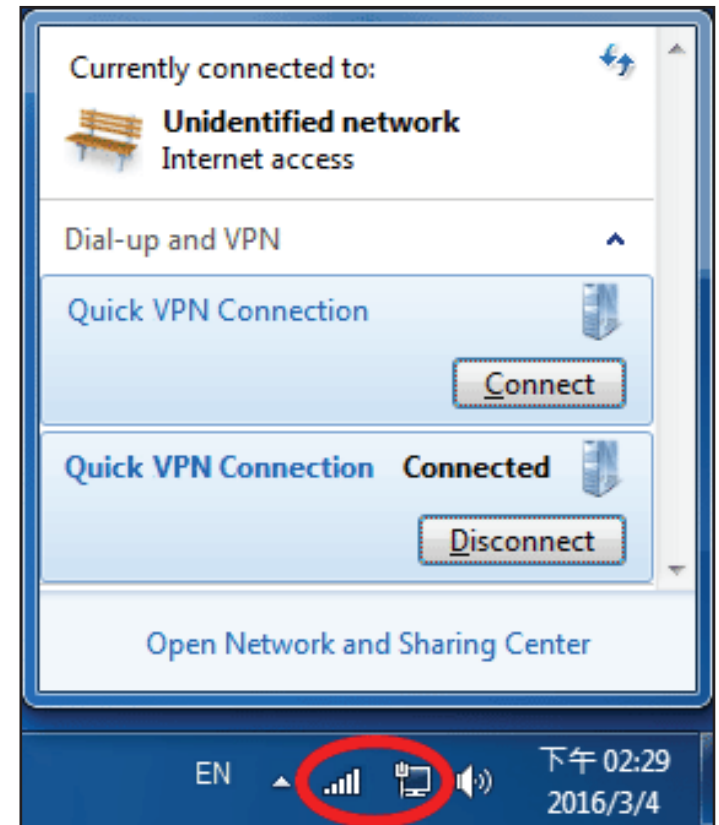 Currently connected to:
Unidentified network
Internet access
Dial-up and VPN
Quick VPN Connection
Connect
Quick VPN Connection Connected
Disconnect
Open Network and Sharing Center
EN 下午 02:29
2016/3/4